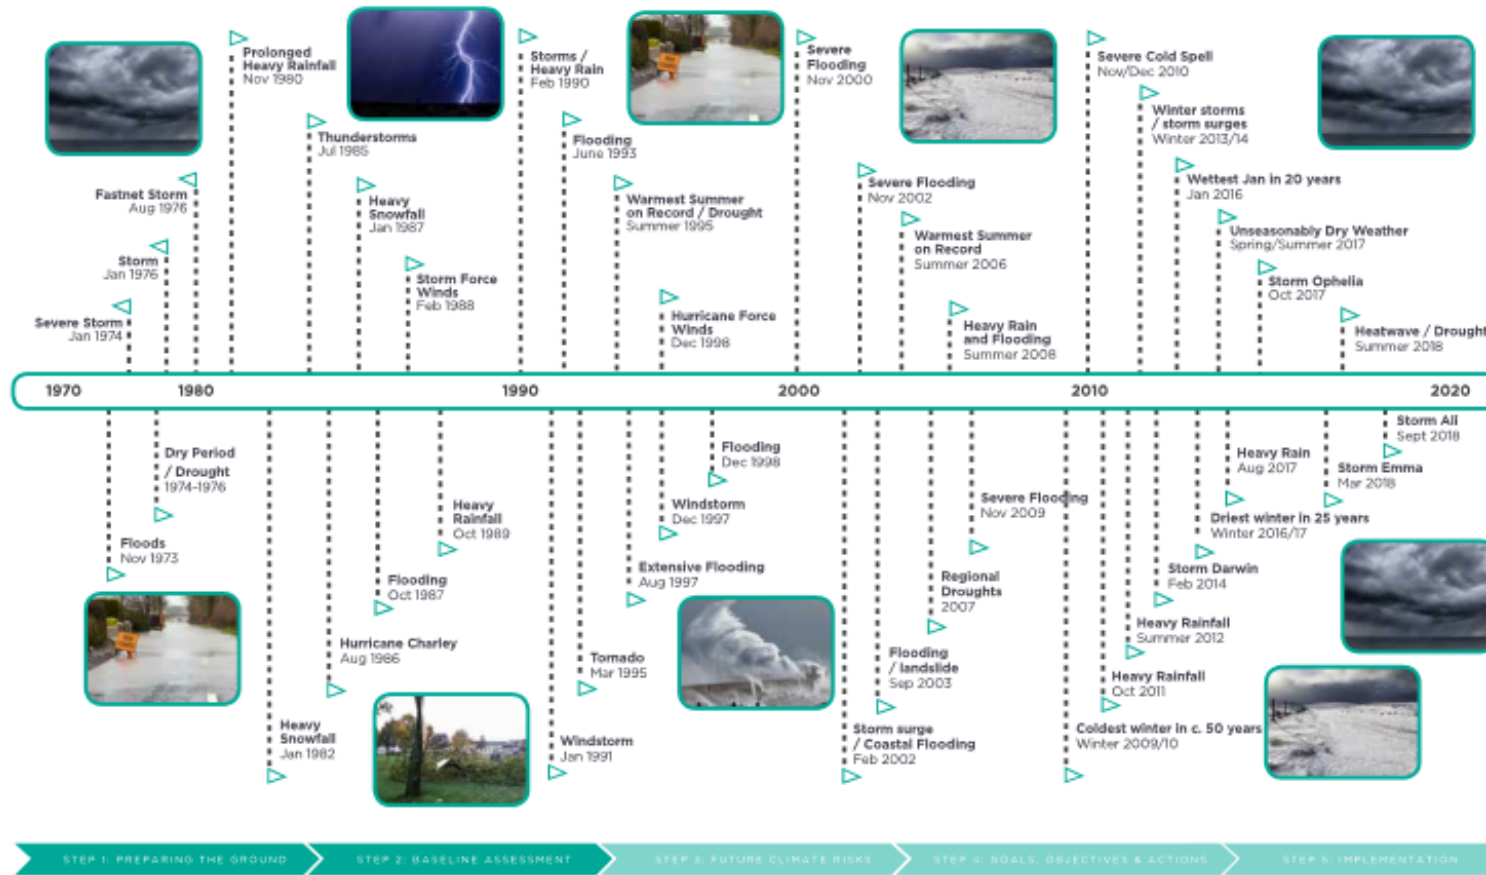 Prolonged
Heavy Rainfall
Nov 1980
Storms /
Heavy Rain
Feb 1990
Severe
Flooding
Nov 2000
Severe Cold Spell
Nov/Dec 2010
Thunderstorms
Jul 1985
Flooding
June 1993
Winter storms
/ storm surges
Winter 2013/14
Fastnet Storm
Aug 1976
Heavy
Snowfall
Jan 1987
Warmest Summer
on Record / Drought
Summer 1995
Severe Flooding
Nov 2002
Wettest Jan in 20 years
Jan 2016
Storm
Jan 1976
Storm Force
Winds
Feb 1988
Warmest Summer
on Record
Summer 2006
Unseasonably Dry Weather
Spring/Summer 2017
Severe Storm
Jan 1974
Hurricane Force
Winds
Dec 1998
Heavy Rain
and Flooding
Summer 2008
Storm Ophelia
Oct 2017
Heatwave / Drought
Summer 2018
1970 1980 1990 2000 2010 2020
Dry Period
/ Drought
1974-1976
Floods
Nov 1973
Heavy
Snowfall
Jan 1982
Hurricane Charley
Aug 1986
Flooding
Oct 1987
Heavy
Rainfall
Oct 1989
Windstorm
Jan 1991
Tornado
Mar 1995
Extensive Flooding
Aug 1997
Windstorm
Dec 1997
Flooding
Dec 1998
Storm surge
/ Coastal Flooding
Feb 2002
Flooding
/ landslide
Sep 2003
Regional
Droughts
2007
Severe Flooding
Nov 2009
Coldest winter in c. 50 years
Winter 2009/10
Heavy Rainfall
Oct 2011
Heavy Rainfall
Summer 2012
Storm Darwin
Feb 2014
Driest winter in 25 years
Winter 2016/17
Heavy Rain
Aug 2017
Storm Emma
Mar 2018
Storm Ali
Sept 2018
STEP 1: PREPARING THE GROUND
STEP 2: BASELINE ASSESSMENT
STEP 3: FUTURE CLIMATE RISKS
STEP 4: GOALS, OBJECTIVES & ACTIONS
STEP 5: IMPLEMENTATION